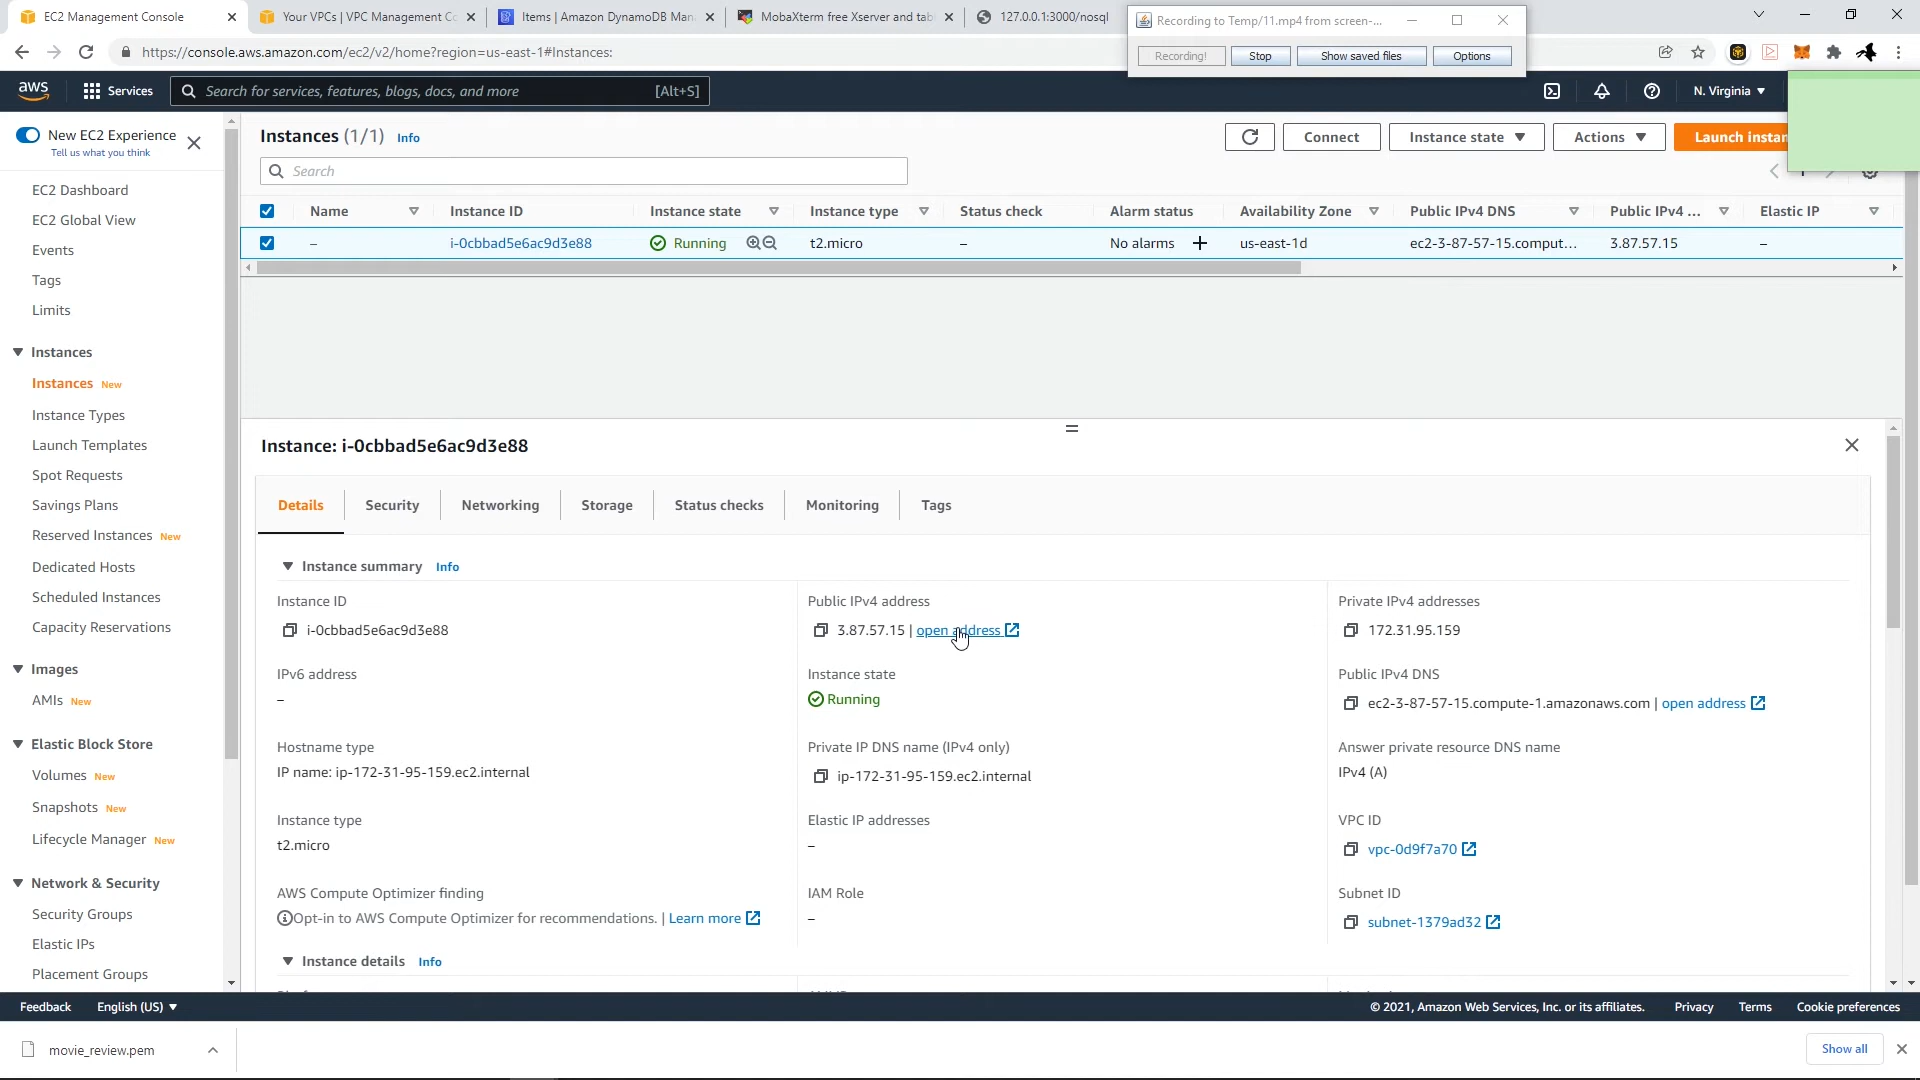 EC2 Management Console
Your VPCs | VPC Management Co
Items | Amazon DynamoDB Man
MobaXterm free Xserver and tab
127.0.0.1:3000/nosql
Recording to Temp/11.mp4 from screen-...
Recording!
Stop
Show saved files
Options
https://console.aws.amazon.com/ec2/v2/home?region=us-east-1#Instances:
aws
Services
Search for services, features, blogs, docs, and more
[Alt+S]
N. Virginia
New EC2 Experience
Tell us what you think
EC2 Dashboard
EC2 Global View
Events
Tags
Limits
Instances
Instances New
Instance Types
Launch Templates
Spot Requests
Savings Plans
Reserved Instances New
Dedicated Hosts
Scheduled Instances
Capacity Reservations
Images
AMIs New
Elastic Block Store
Volumes New
Snapshots New
Lifecycle Manager New
Network & Security
Security Groups
Elastic IPs
Placement Groups
Instances (1/1) Info
Connect
Instance state
Actions
Launch instan
Search
Name
Instance ID
Instance state
Instance type
Status check
Alarm status
Availability Zone
Public IPv4 DNS
Public IPv4 ...
Elastic IP
–
i-0cbbad5e6ac9d3e88
Running
t2.micro
–
No alarms
us-east-1d
ec2-3-87-57-15.comput...
3.87.57.15
–
Instance: i-0cbbad5e6ac9d3e88
Details
Security
Networking
Storage
Status checks
Monitoring
Tags
Instance summary Info
Instance ID
i-0cbbad5e6ac9d3e88
Public IPv4 address
3.87.57.15 | open address
Private IPv4 addresses
172.31.95.159
IPv6 address
–
Instance state
Running
Public IPv4 DNS
ec2-3-87-57-15.compute-1.amazonaws.com | open address
Hostname type
IP name: ip-172-31-95-159.ec2.internal
Private IP DNS name (IPv4 only)
ip-172-31-95-159.ec2.internal
Answer private resource DNS name
IPv4 (A)
Instance type
t2.micro
Elastic IP addresses
–
VPC ID
vpc-0d9f7a70
AWS Compute Optimizer finding
Opt-in to AWS Compute Optimizer for recommendations. | Learn more
IAM Role
–
Subnet ID
subnet-1379ad32
Instance details Info
Feedback
English (US)
© 2021, Amazon Web Services, Inc. or its affiliates.
Privacy
Terms
Cookie preferences
movie_review.pem
Show all